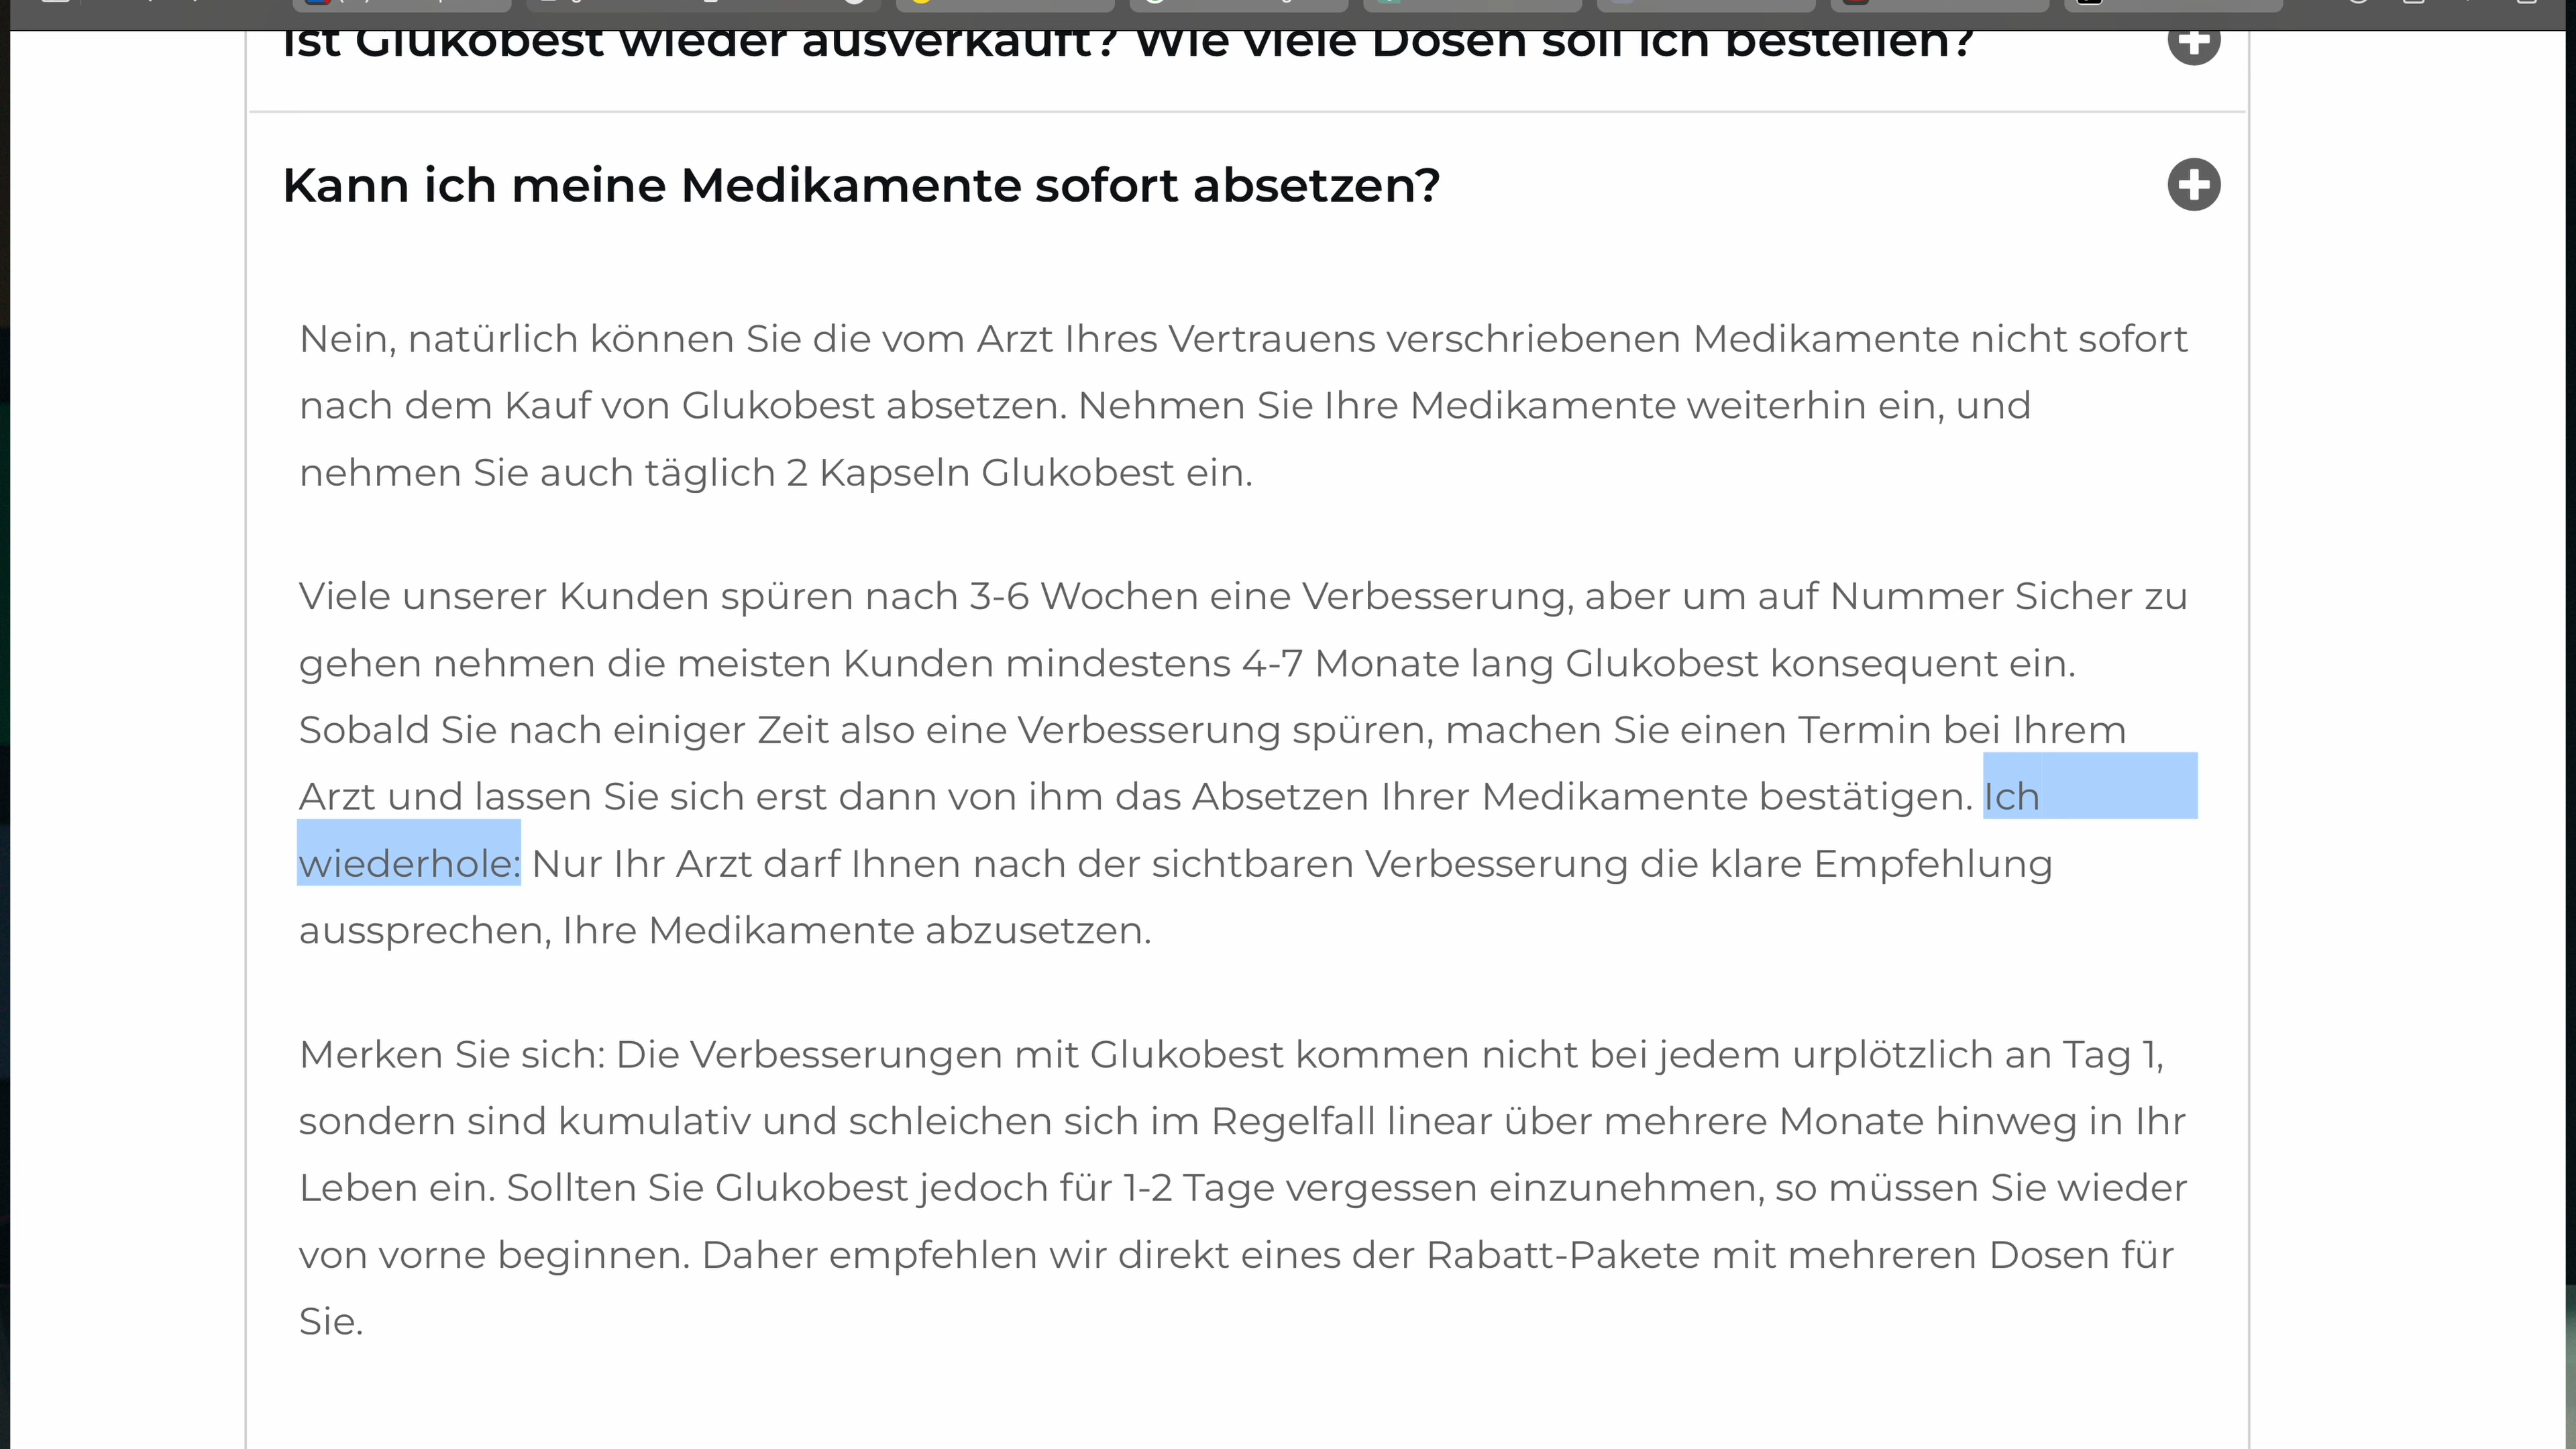 Ist Glukobest wieder ausverkauft? Wie viele Dosen soll ich bestellen?
Kann ich meine Medikamente sofort absetzen?
Nein, natürlich können Sie die vom Arzt Ihres Vertrauens verschriebenen Medikamente nicht sofort
nach dem Kauf von Glukobest absetzen. Nehmen Sie Ihre Medikamente weiterhin ein, und
nehmen Sie auch täglich 2 Kapseln Glukobest ein.
Viele unserer Kunden spüren nach 3-6 Wochen eine Verbesserung, aber um auf Nummer Sicher zu
gehen nehmen die meisten Kunden mindestens 4-7 Monate lang Glukobest konsequent ein.
Sobald Sie nach einiger Zeit also eine Verbesserung spüren, machen Sie einen Termin bei Ihrem
Arzt und lassen Sie sich erst dann von ihm das Absetzen Ihrer Medikamente bestätigen. Ich
wiederhole: Nur Ihr Arzt darf Ihnen nach der sichtbaren Verbesserung die klare Empfehlung
aussprechen, Ihre Medikamente abzusetzen.
Merken Sie sich: Die Verbesserungen mit Glukobest kommen nicht bei jedem urplötzlich an Tag 1,
sondern sind kumulativ und schleichen sich im Regelfall linear über mehrere Monate hinweg in Ihr
Leben ein. Sollten Sie Glukobest jedoch für 1-2 Tage vergessen einzunehmen, so müssen Sie wieder
von vorne beginnen. Daher empfehlen wir direkt eines der Rabatt-Pakete mit mehreren Dosen für
Sie.